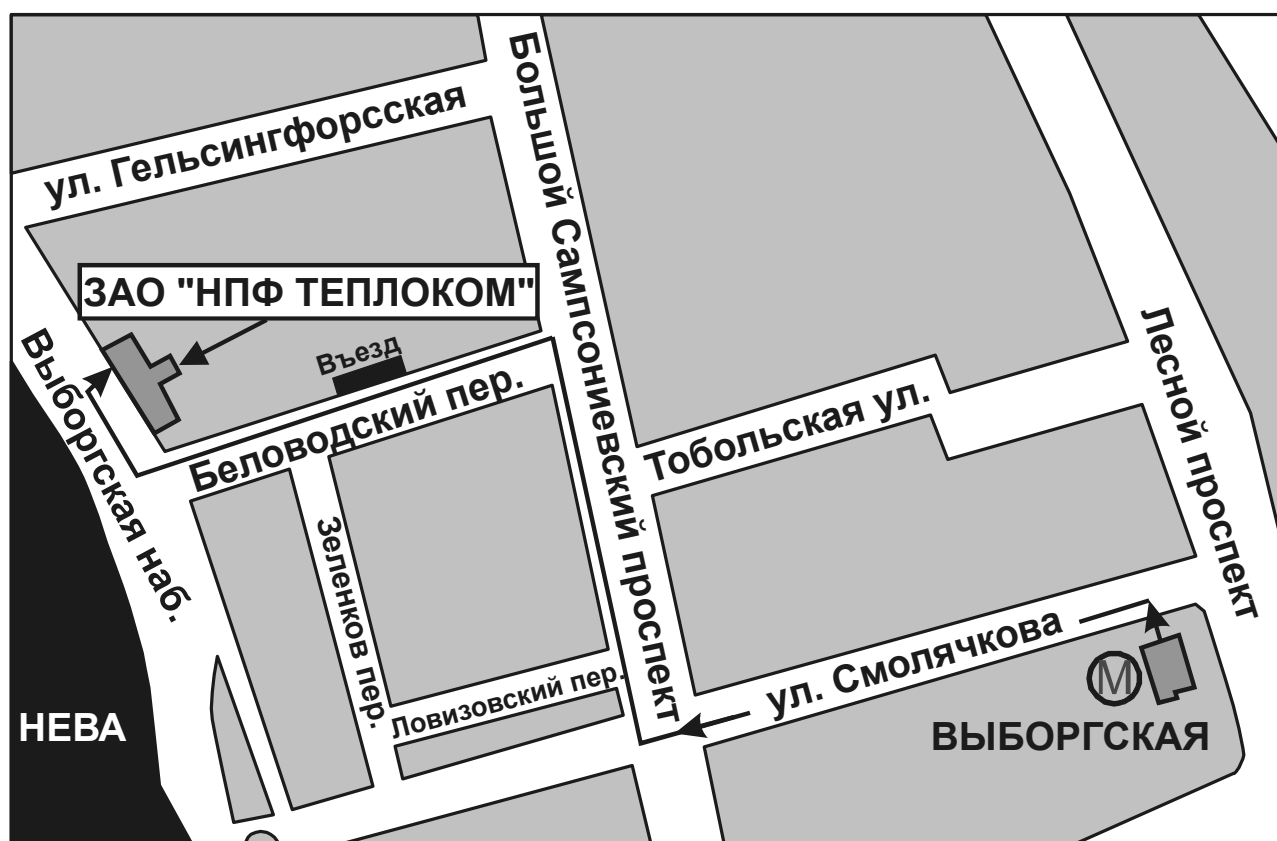 ул. Гельсингфорсская
Большой Сампсониевский проспект
ЗАО "НПФ ТЕПЛОКОМ"
Въезд
Беловодский пер.
Выборгская наб.
Лесной проспект
Тобольская ул.
Зеленков пер.
Ловизовский пер.
ул. Смолячкова
М
ВЫБОРГСКАЯ
НЕВА